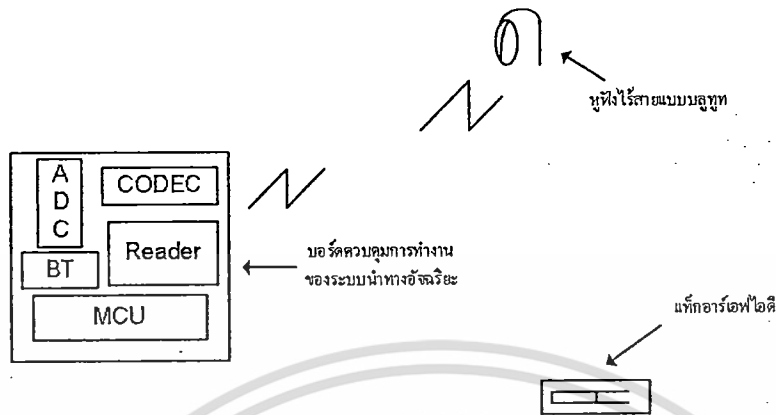 หูฟังไร้สายแบบบลูทูท
A
D
C
CODEC
Reader
BT
MCU
บอร์ดควบคุมการทำงาน
ของระบบนำทางอัจฉริยะ
แท็กอาร์เอฟไอดี